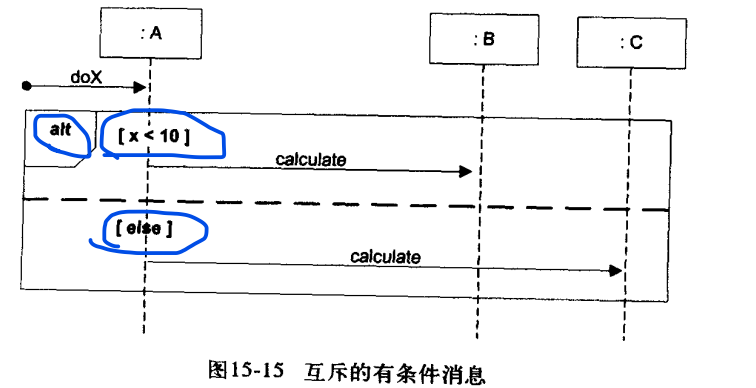 : A
: B
: C
doX
alt
[ x < 10 ]
calculate
[ else ]
calculate
图15-15 互斥的有条件消息